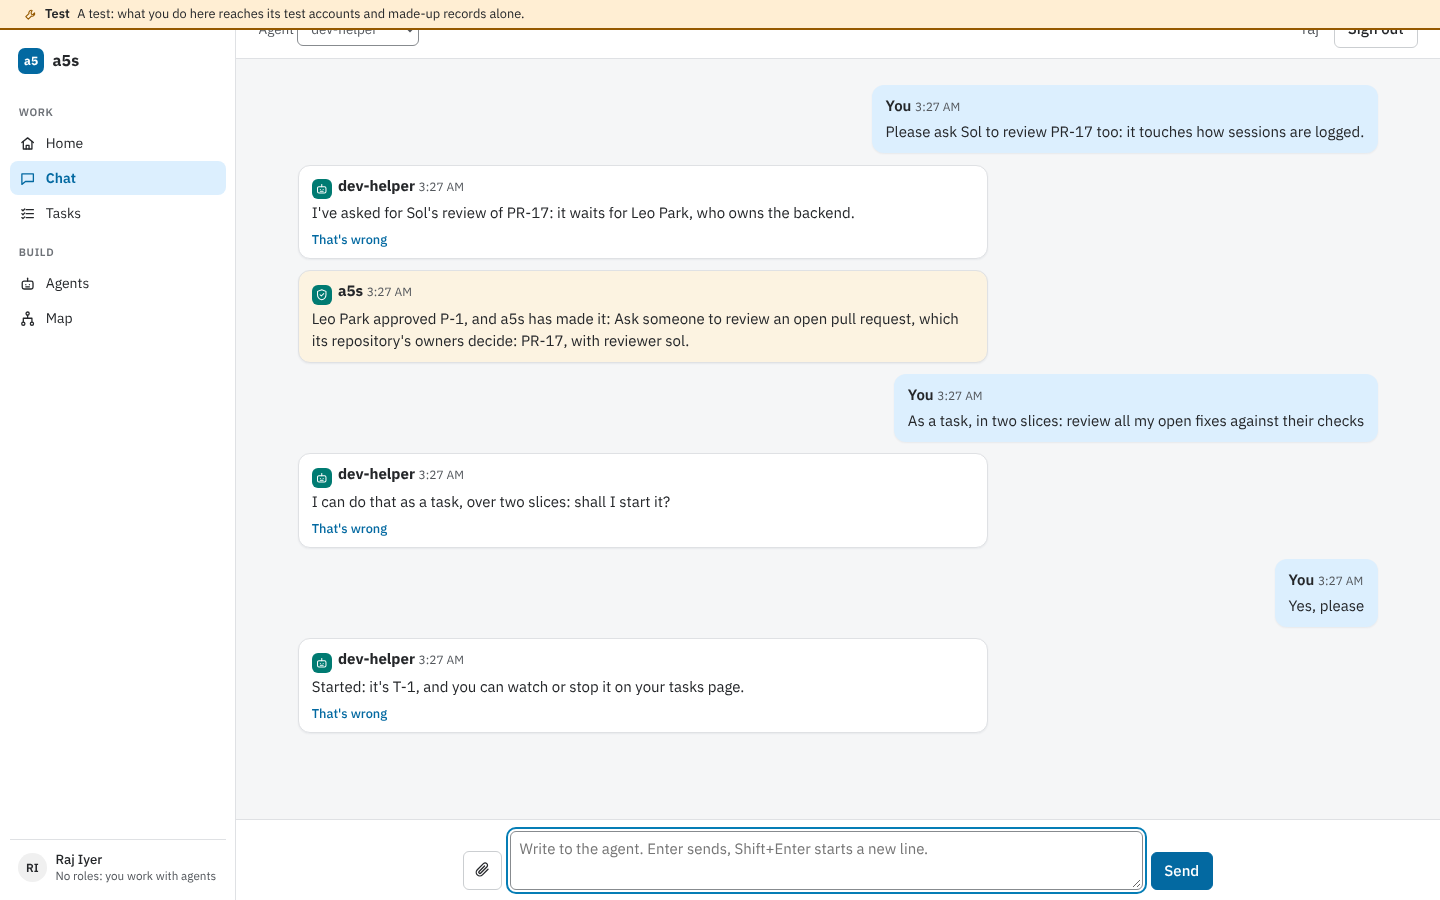 Test A test: what you do here reaches its test accounts and made-up records alone.
Agent dev-helper
raj Sign out
a5 a5s
WORK
Home
Chat
Tasks
BUILD
Agents
Map
You 3:27 AM
Please ask Sol to review PR-17 too: it touches how sessions are logged.
dev-helper 3:27 AM
I've asked for Sol's review of PR-17: it waits for Leo Park, who owns the backend.
That's wrong
a5s 3:27 AM
Leo Park approved P-1, and a5s has made it: Ask someone to review an open pull request, which
its repository's owners decide: PR-17, with reviewer sol.
You 3:27 AM
As a task, in two slices: review all my open fixes against their checks
dev-helper 3:27 AM
I can do that as a task, over two slices: shall I start it?
That's wrong
You 3:27 AM
Yes, please
dev-helper 3:27 AM
Started: it's T-1, and you can watch or stop it on your tasks page.
That's wrong
Write to the agent. Enter sends, Shift+Enter starts a new line.
Send
RI Raj Iyer
No roles: you work with agents